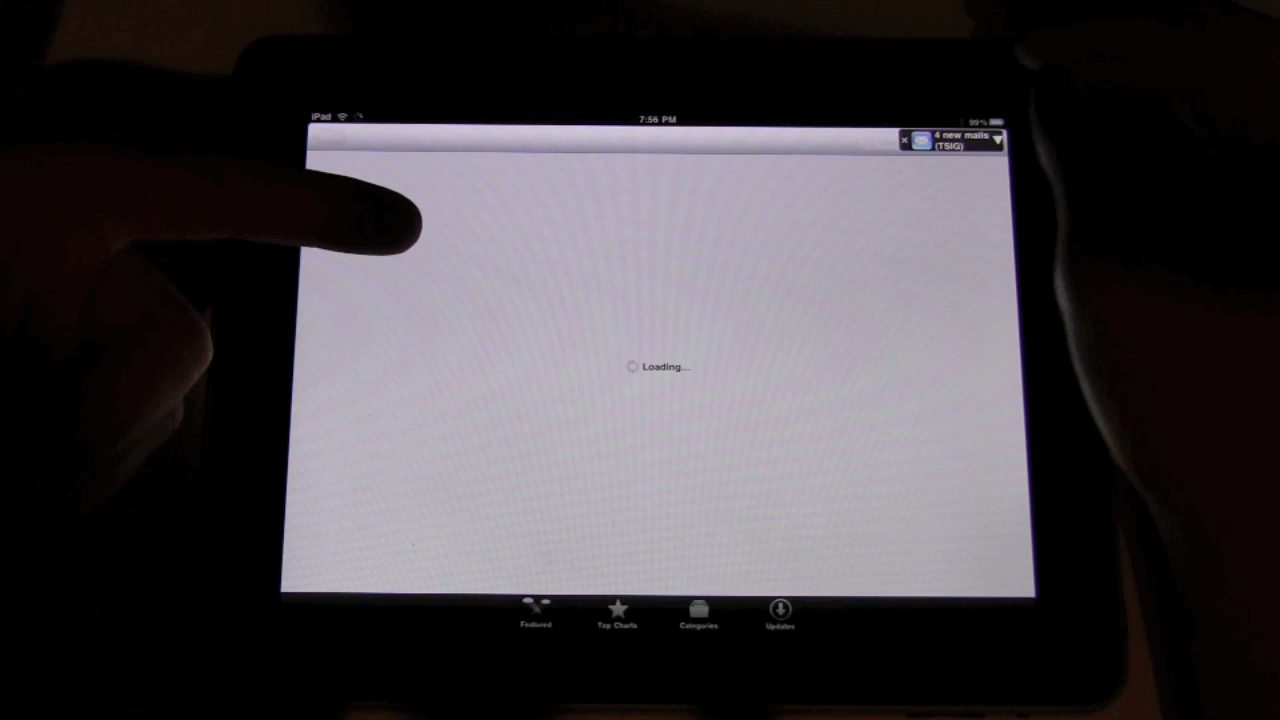 iPad
7:56 PM
99%
4 new mails
(TSIG)
Loading...
Featured
Top Charts
Categories
Updates